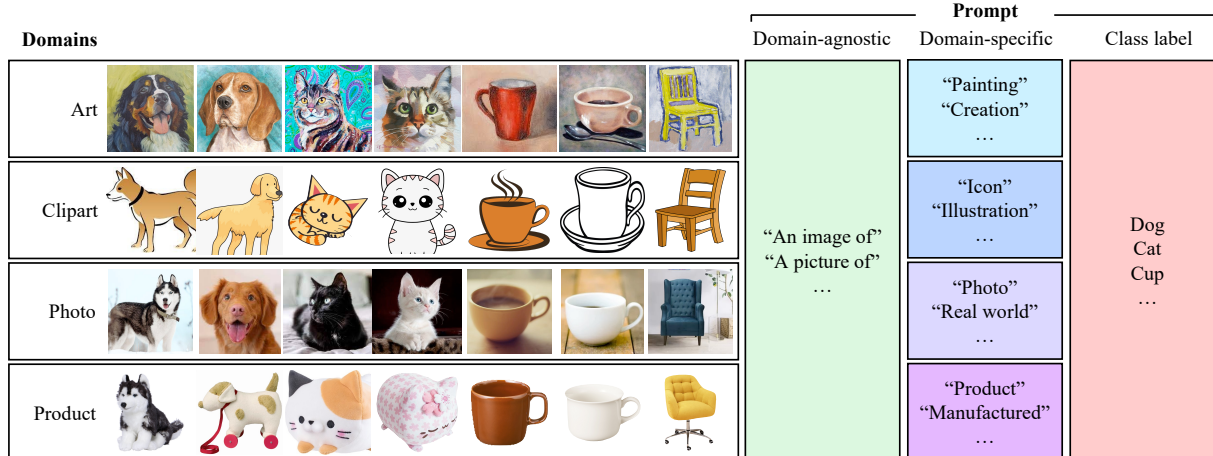 Prompt
Domains
Domain-agnostic
Domain-specific
Class label
Art
“Painting”
“Creation”
…
Clipart
“Icon”
“Illustration”
…
“An image of”
“A picture of”
…
Dog
Cat
Cup
…
Photo
“Photo”
“Real world”
…
Product
“Product”
“Manufactured”
…